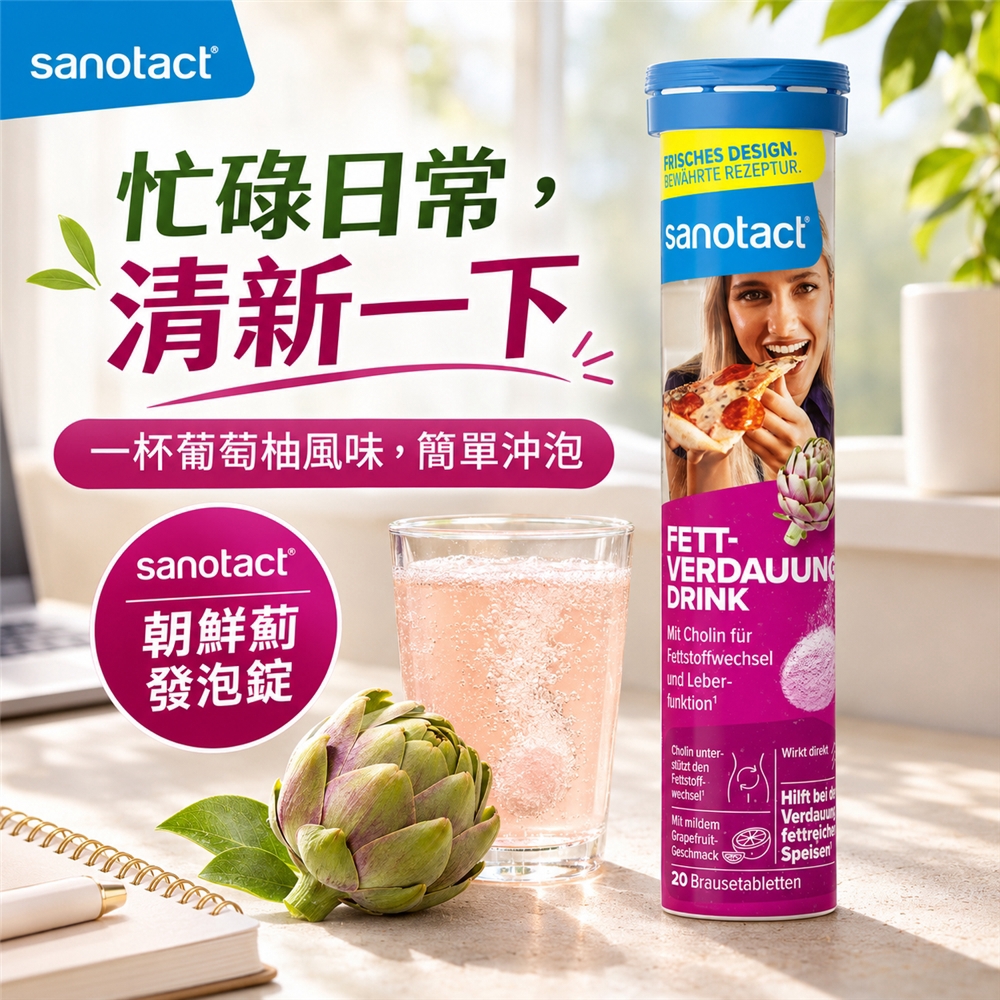 sanotact®
忙碌日常，
清新一下
一杯葡萄柚風味，簡單沖泡
sanotact®
朝鮮薊
發泡錠
FRISCHES DESIGN.
BEWÄHRTE REZEPTUR.
sanotact®
FETT-
VERDAUUNG
DRINK
Mit Cholin für
Fettstoffwechsel
und Leber-
funktion¹
Cholin unter-
stützt den
Fettstoff-
wechsel¹
Mit mildem
Grapefruit-
Geschmack
Wirkt direkt
Hilft bei der
Verdauung
fettreicher
Speisen¹
20 Brausetabletten